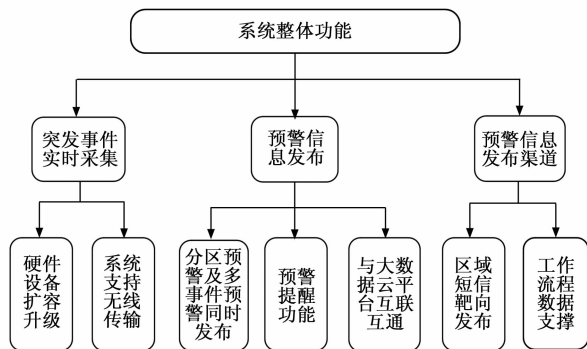 系统整体功能
突发事件
实时采集
预警信
息发布
预警信息
发布渠道
硬件
设备
扩容
升级
系统
支持
无线
传输
分区预
警及多
事件预
警同时
发布
预警
提醒
功能
与大数
据云平
台互联
互通
区域
短信
靶向
发布
工作
流程
数据
支撑